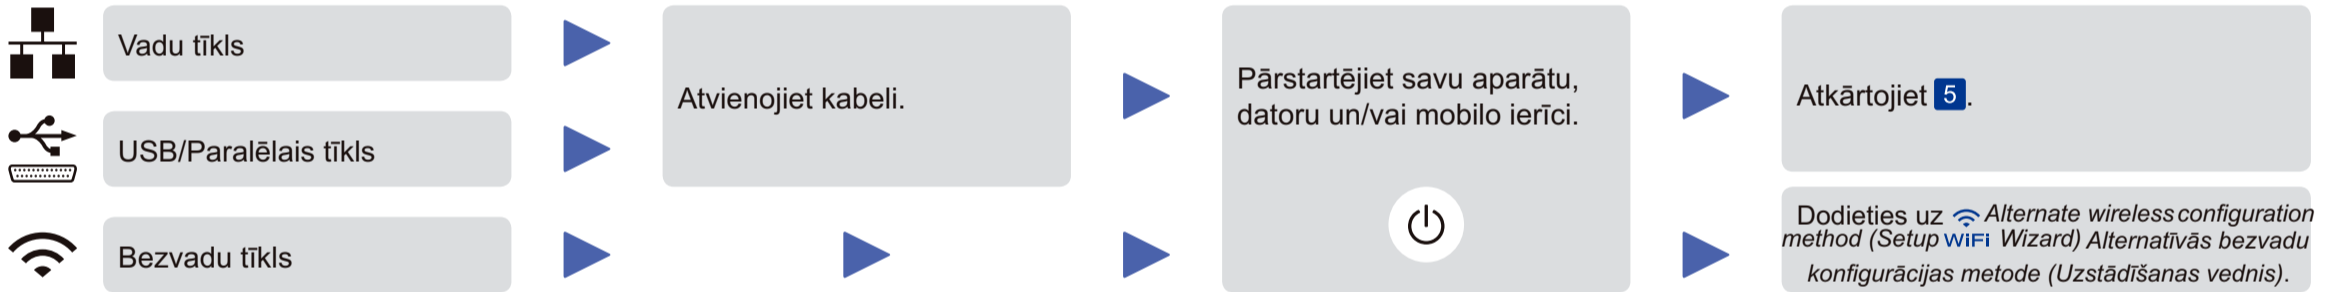 Vadu tīkls
USB/Paralēlais tīkls
Bezvadu tīkls
Atvienojiet kabeli.
Pārstartējiet savu aparātu,
datoru un/vai mobilo ierīci.
Atkārtojiet 5.
Dodieties uz Alternate wireless configuration
method (Setup WiFi Wizard) Alternatīvās bezvadu
konfigurācijas metode (Uzstādīšanas vednis).